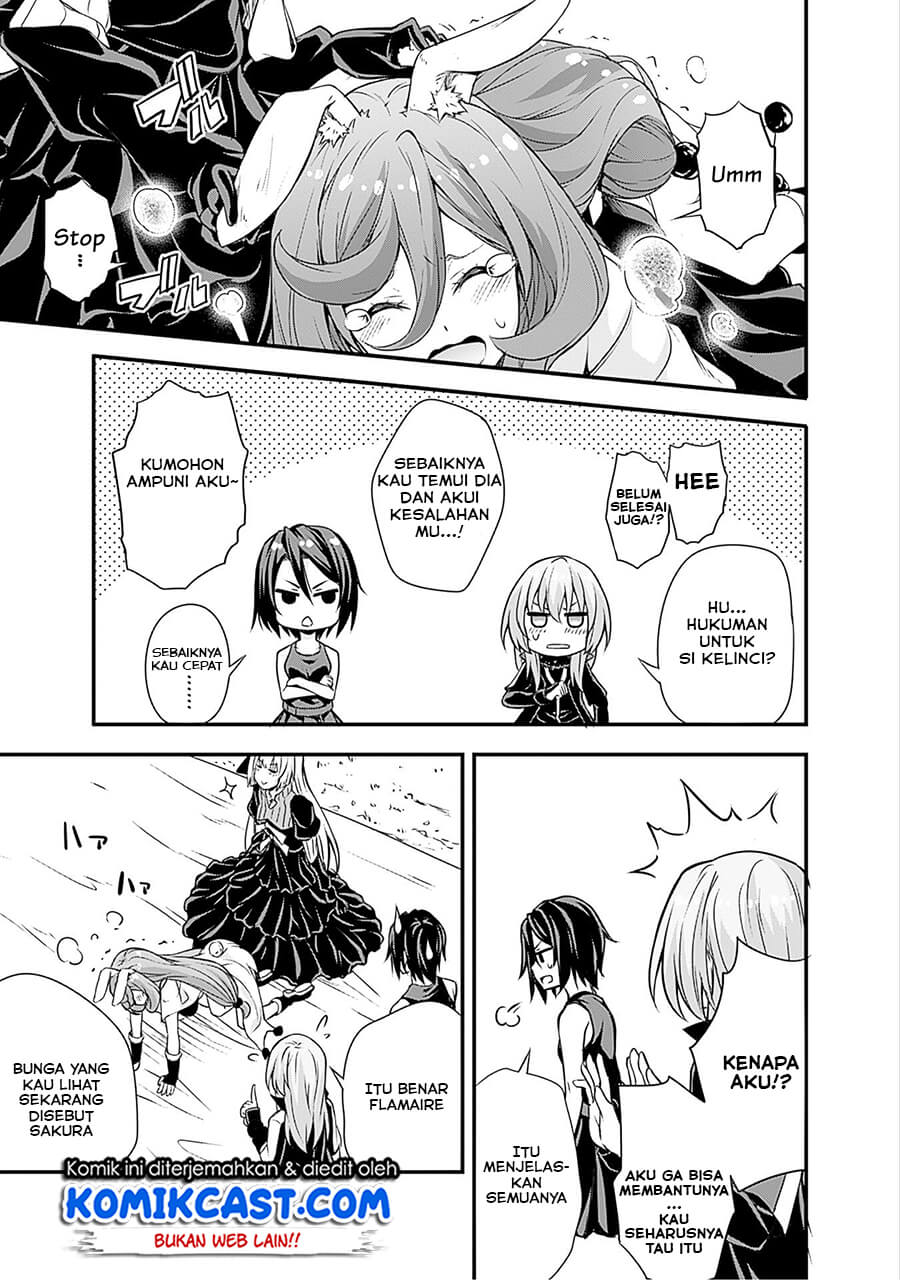 Umm
ブル
ブル
Stop
...
HEE
BELUM
SELESAI
JUGA!?
HU...
HUKUMAN
UNTUK
SI KELINCI?
SEBAIKNYA
KAU TEMUI DIA
DAN AKUI
KESALAHAN
MU...!
KUMOHON
AMPUNI AKU~
SEBAIKNYA
KAU CEPAT
........
KENAPA
AKU!?
AKU GA BISA
MEMBANTUNYA
...
KAU
SEHARUSNYA
TAU ITU
ITU
MENJELAS-
KAN
SEMUANYA
ハァ
ハァ
ITU BENAR
FLAMAIRE
BUNGA YANG
KAU LIHAT
SEKARANG
DISEBUT
SAKURA
Komik ini diterjemahkan & diedit oleh
KOMIKCAST.COM
BUKAN WEB LAIN!!